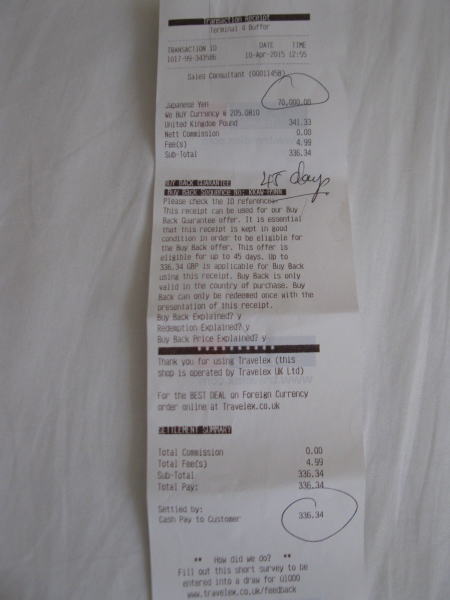 Transaction Receipt
Terminal 4 Buffer
TRANSACTION ID DATE TIME
1017-99-343586 10-Apr-2015 12:55
Sales Consultant (00011458)
Japanese Yen 70,000.00
We BUY Currency @ 205.0810
United Kingdom Pound 341.33
Nett Commission 0.00
Fee(s) 4.99
Sub-Total 336.34
45 days
BUY BACK GUARANTEE
Buy Back Sequence No:
Please check the ID reference.
This receipt can be used for our Buy
Back Guarantee offer. It is essential
that this receipt is kept in good
condition in order to be eligible for
the Buy Back offer. This offer is
eligible for up to 45 days. Up to
336.34 GBP is applicable for Buy Back
using this receipt. Buy Back is only
valid in the country of purchase. Buy
Back can only be redeemed once with the
presentation of this receipt.
Buy Back Explained? y
Redemption Explained? y
Buy Back Price Explained? y
Thank you for using Travelex (this
shop is operated by Travelex UK Ltd)
For the BEST DEAL on Foreign Currency
order online at Travelex.co.uk
SETTLEMENT SUMMARY
Total Commission 0.00
Total Fee(s) 4.99
Sub-Total 336.34
Total Pay: 336.34
Settled by:
Cash Pay to Customer 336.34
** How did we do? **
Fill out this short survey to be
entered into a draw for ú1000
www.travelex.co.uk/feedback